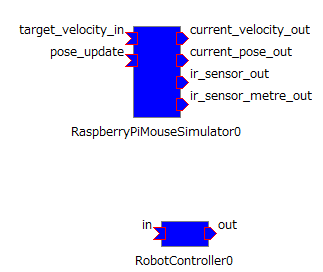 target_velocity_in current_velocity_out
pose_update current_pose_out
ir_sensor_out
ir_sensor_metre_out
RaspberryPiMouseSimulator0
in out
RobotController0